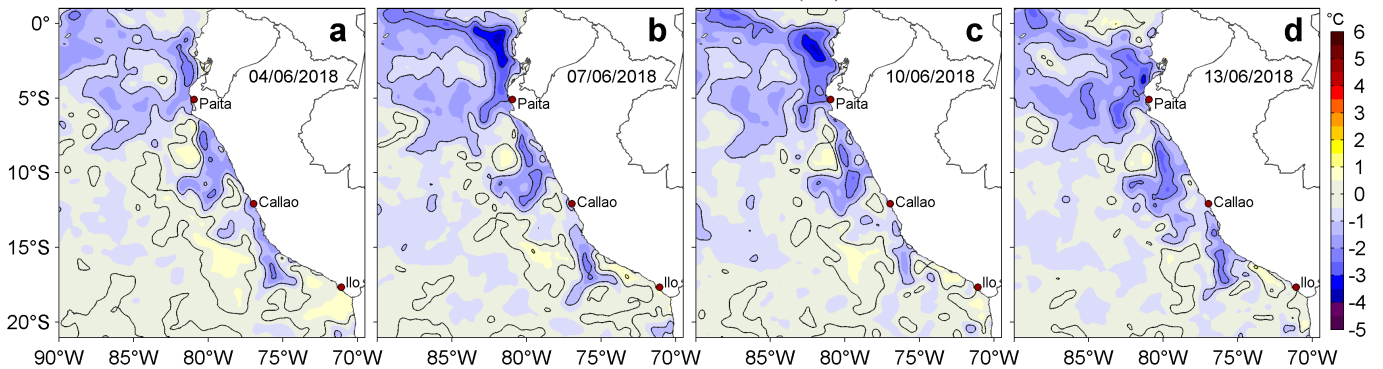 a
b
c
d
°C
04/06/2018
07/06/2018
10/06/2018
13/06/2018
Paita
Callao
Ilo
Paita
Callao
Ilo
Paita
Callao
Ilo
Paita
Callao
Ilo
0°
5°S
10°S
15°S
20°S
90°W
85°W
80°W
75°W
70°W
85°W
80°W
75°W
70°W
85°W
80°W
75°W
70°W
85°W
80°W
75°W
70°W
6
5
4
3
2
1
0
-1
-2
-3
-4
-5